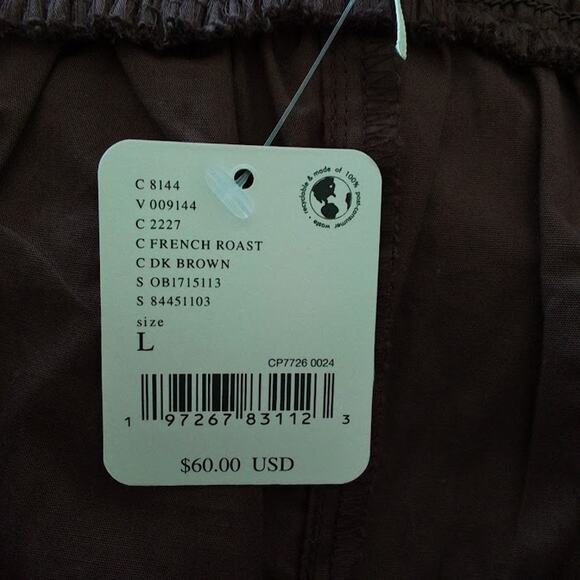 C 8144
V 009144
C 2227
C FRENCH ROAST
C DK BROWN
S OB1715113
S 84451103
size
L
recyclable & made of 100% post-consumer waste •
CP7726 0024
1 97267 83112 3
$60.00 USD